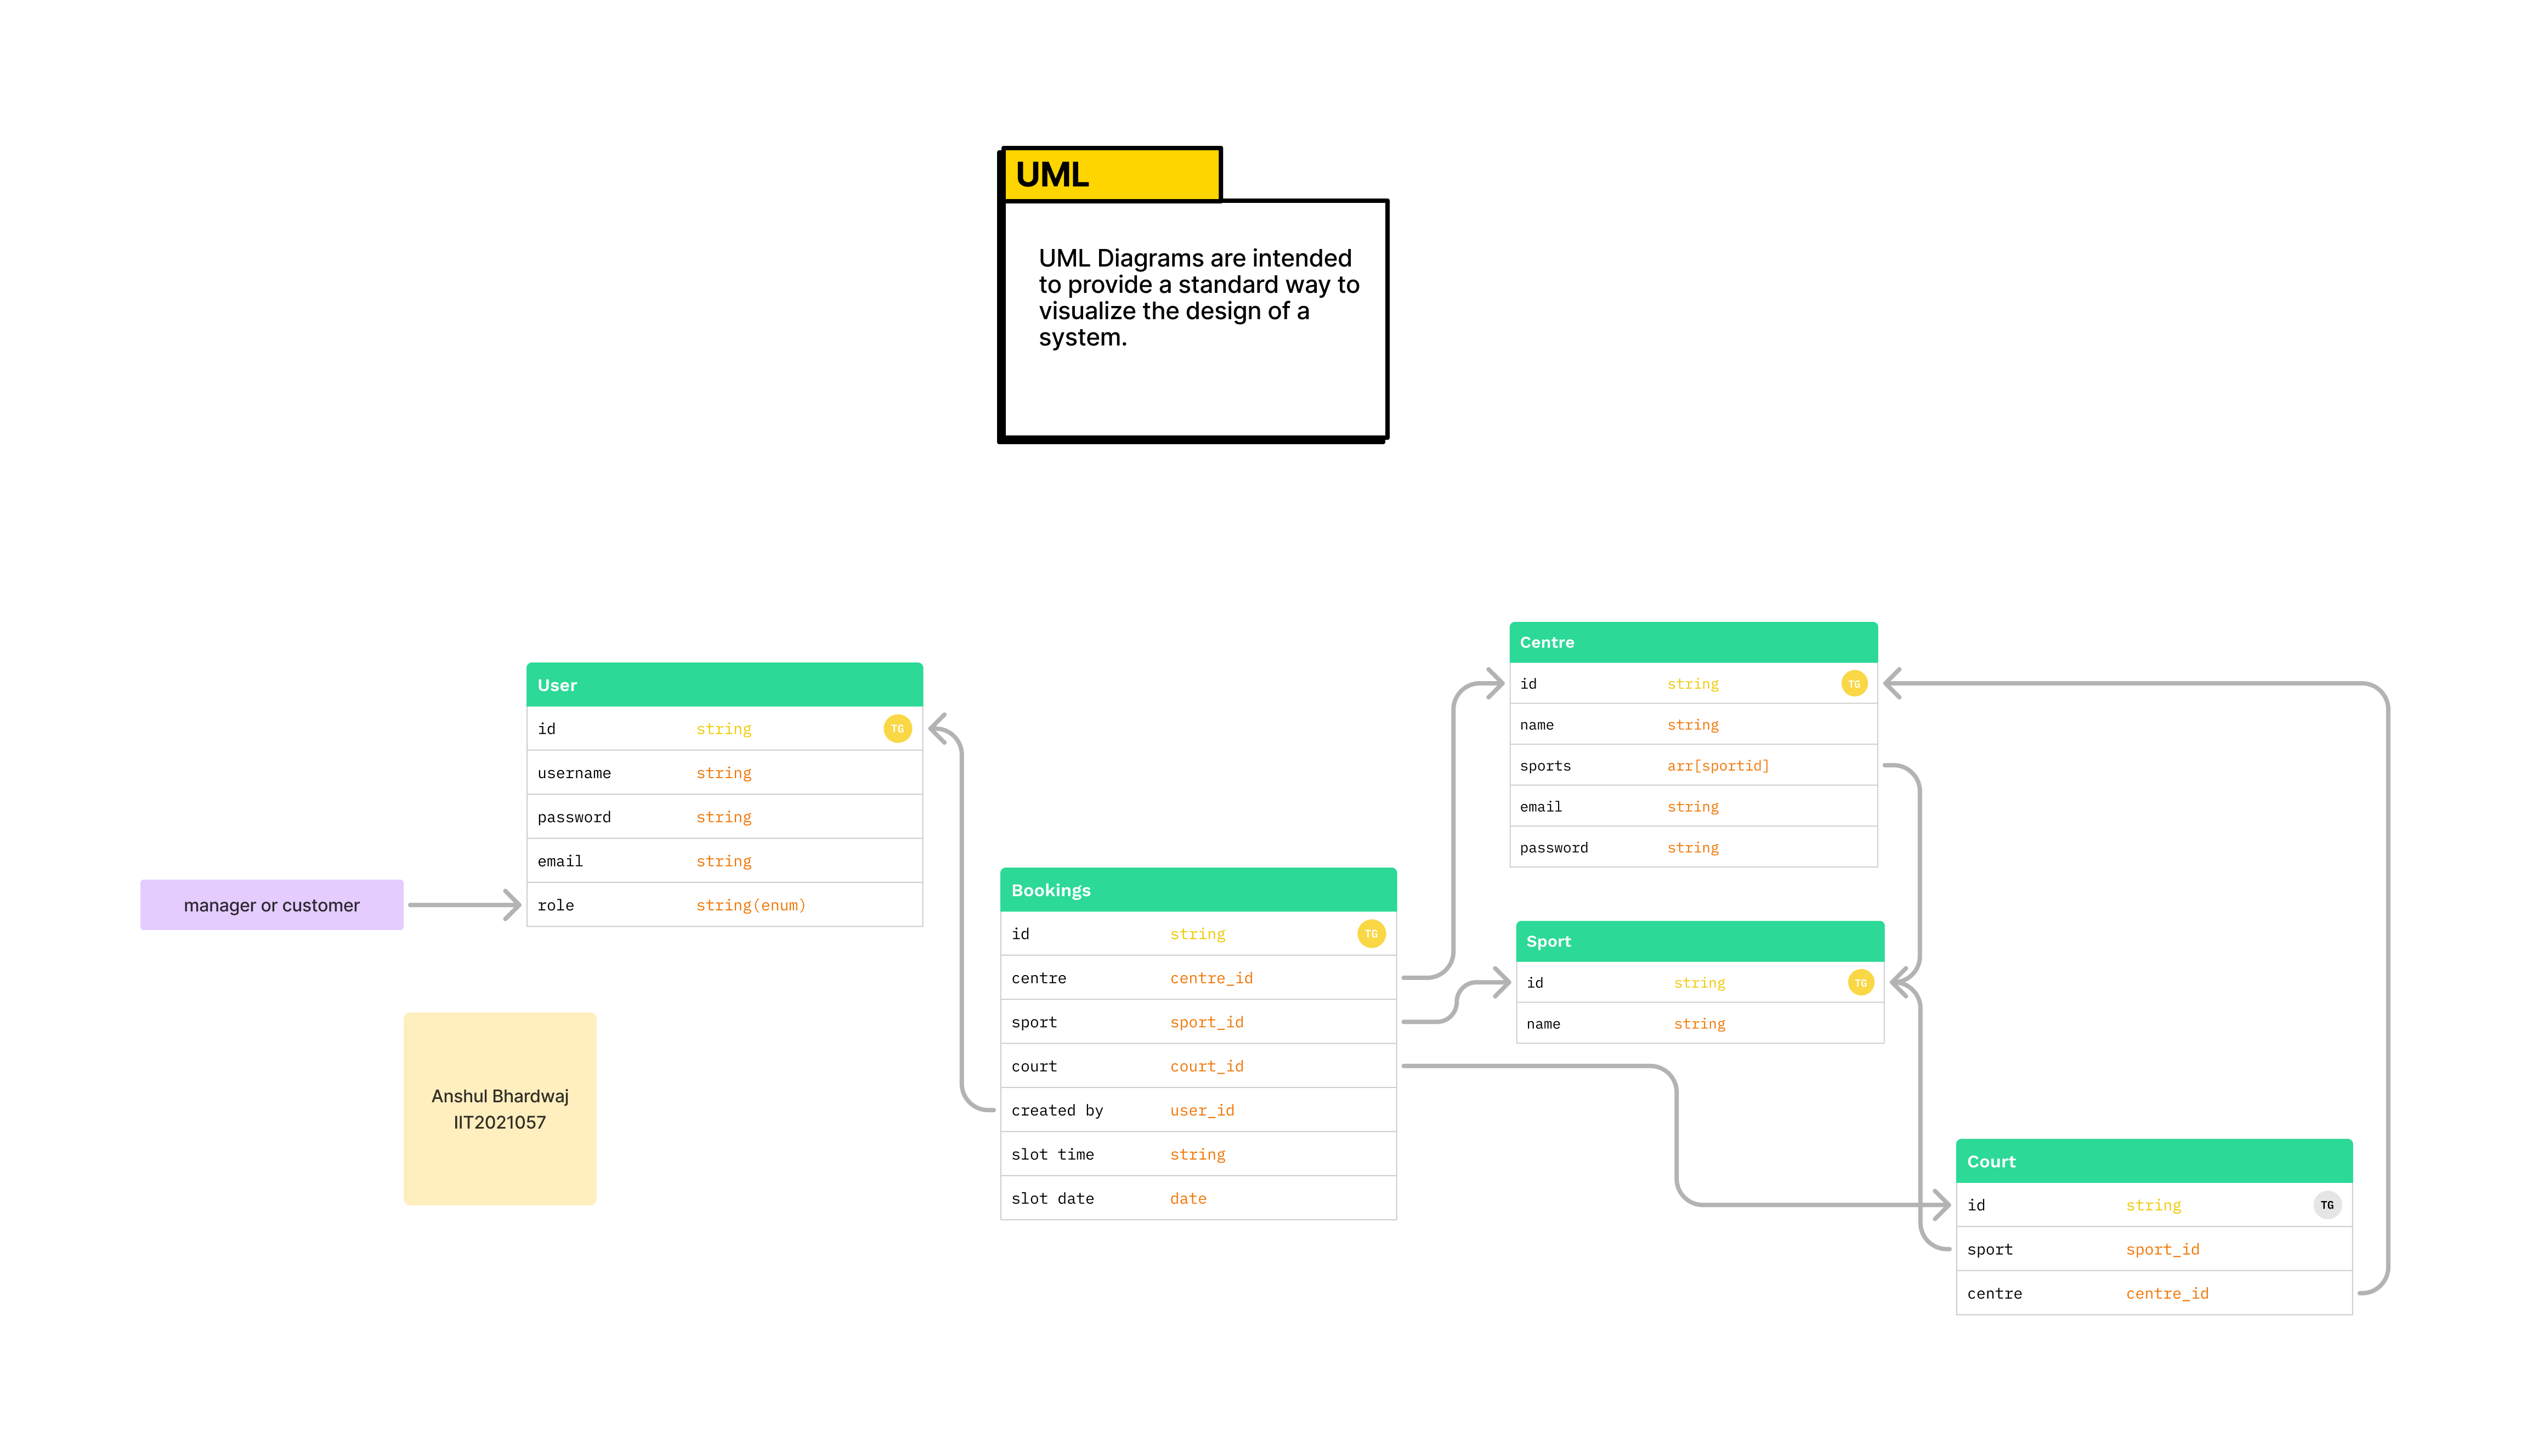 UML
UML Diagrams are intended
to provide a standard way to
visualize the design of a
system.
User
id string TG
username string
password string
email string
role string(enum)
manager or customer
Anshul Bhardwaj
IIT2021057
Bookings
id string TG
centre centre_id
sport sport_id
court court_id
created by user_id
slot time string
slot date date
Centre
id string TG
name string
sports arr[sportid]
email string
password string
Sport
id string TG
name string
Court
id string TG
sport sport_id
centre centre_id